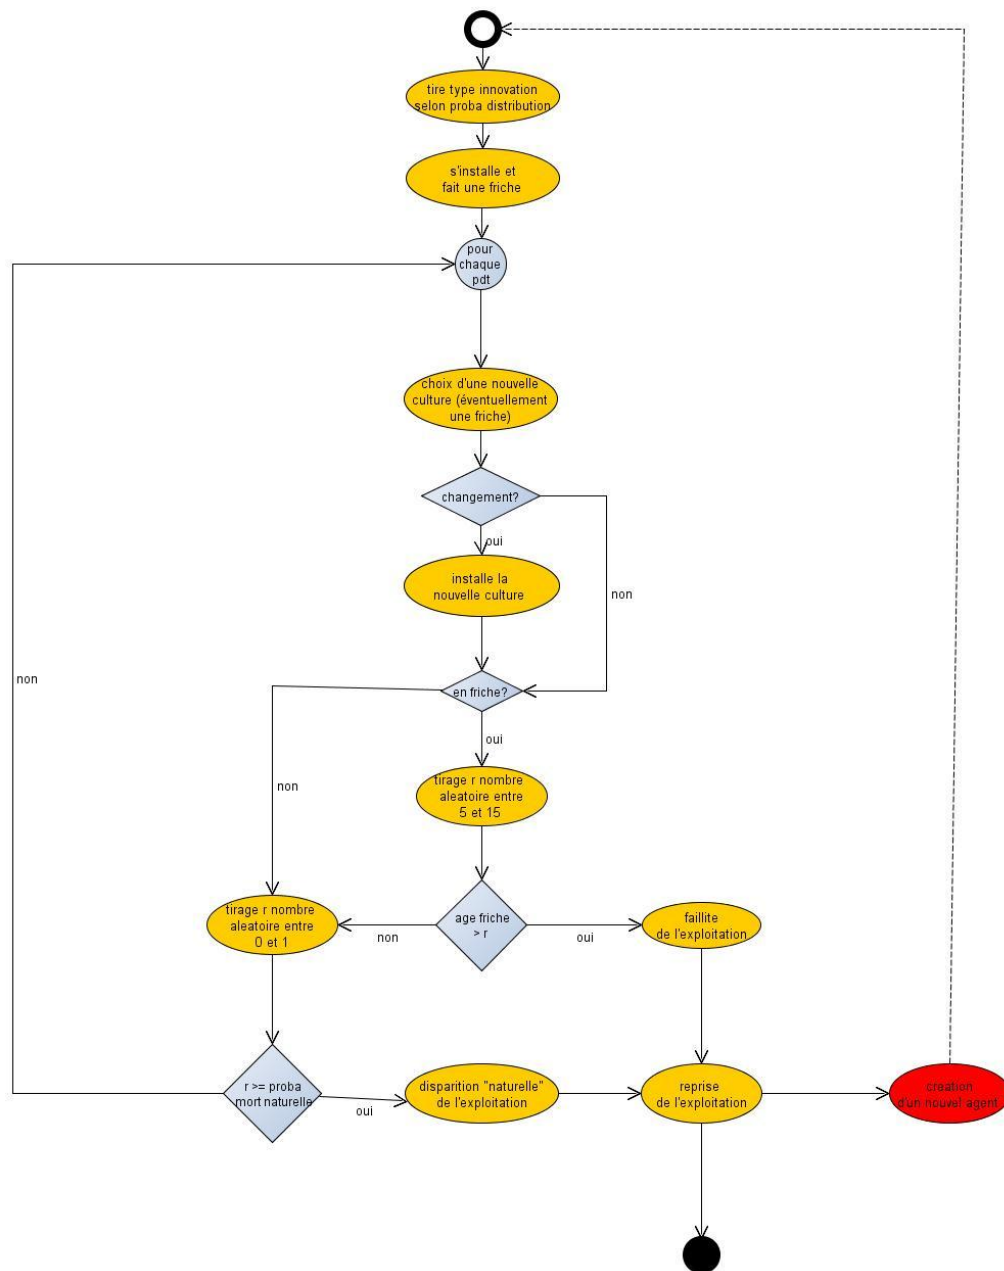 tire type innovation
selon proba distribution
s'installe et
fait une friche
pour
chaque
pdt
choix d'une nouvelle
culture (éventuellement
une friche)
changement?
oui
installe la
nouvelle culture
non
non
en friche?
oui
non
tirage r nombre
aleatoire entre
5 et 15
tirage r nombre
aleatoire entre
0 et 1
non
age friche
> r
oui
faillite
de l'exploitation
r >= proba
mort naturelle
oui
disparition "naturelle"
de l'exploitation
reprise
de l'exploitation
creation
d'un nouvel agent